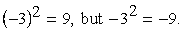 (−3)² = 9, but −3² = −9.